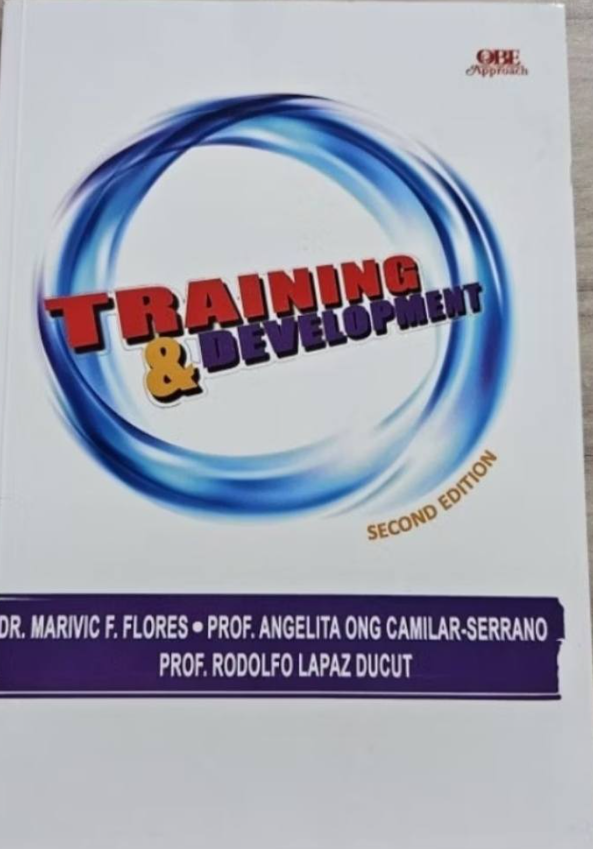 OBE
Approach
TRAINING
& DEVELOPMENT
SECOND EDITION
DR. MARIVIC F. FLORES • PROF. ANGELITA ONG CAMILAR-SERRANO
PROF. RODOLFO LAPAZ DUCUT